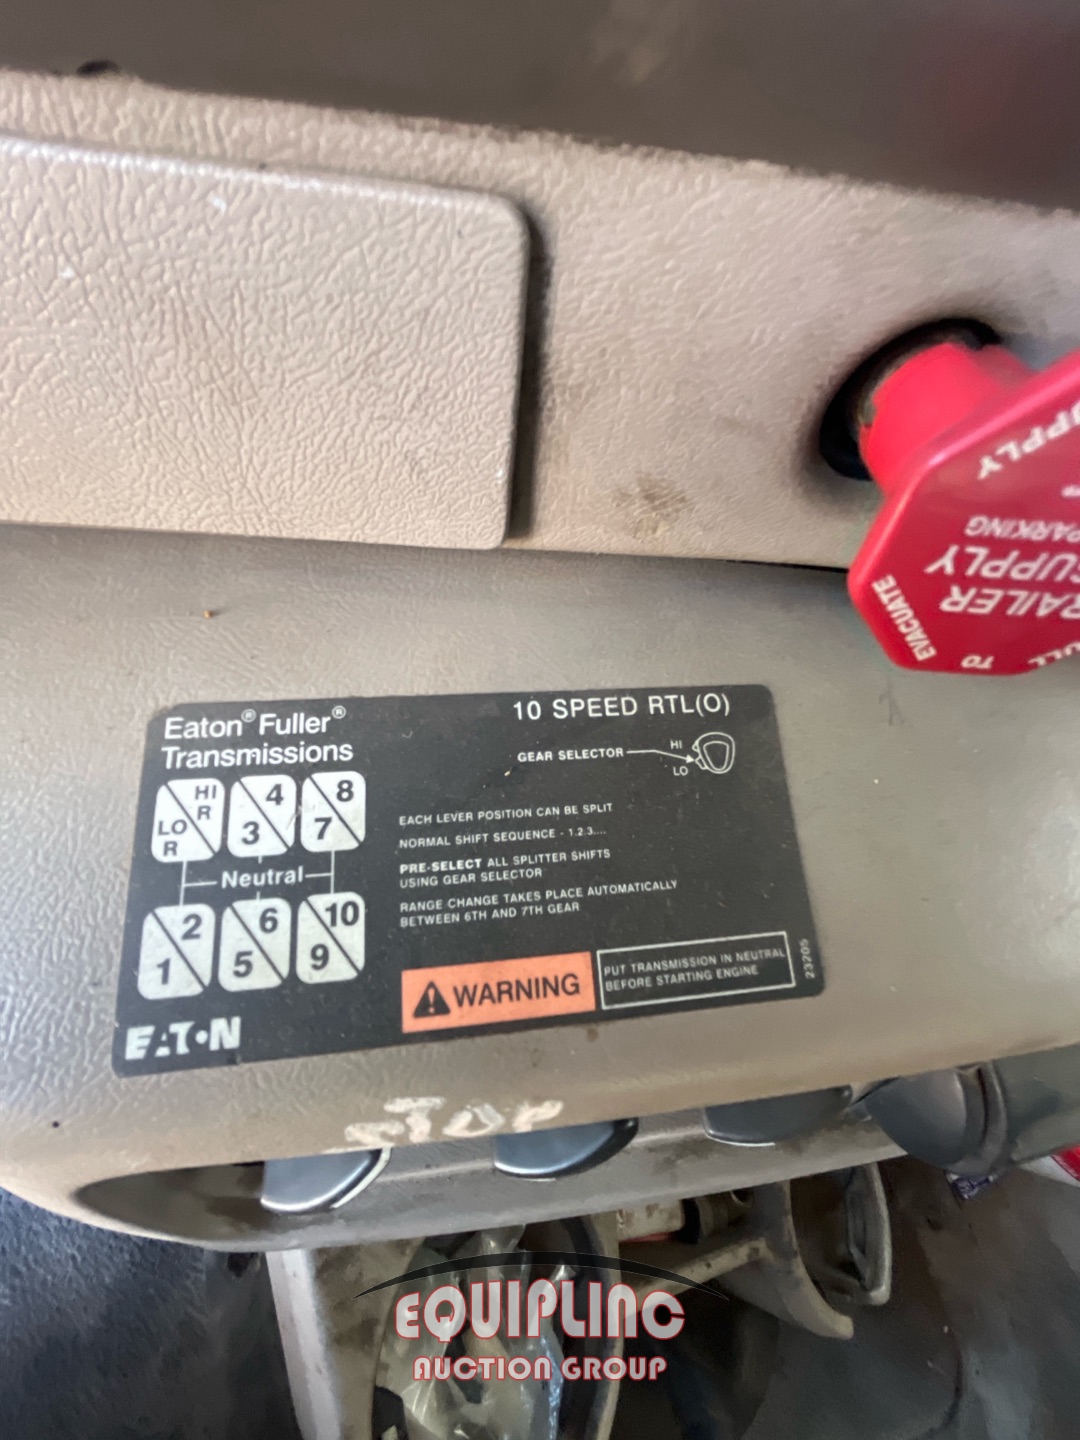 SUPPLY
PARKING
SUPPLY
TRAILER
EVACUATE
TO
PULL
Eaton® Fuller®
Transmissions
10 SPEED RTL(O)
GEAR SELECTOR
HI
LO
HI
R
LO
R
4
3
8
7
Neutral
2
1
6
5
10
9
EACH LEVER POSITION CAN BE SPLIT
NORMAL SHIFT SEQUENCE - 1.2.3....
PRE-SELECT ALL SPLITTER SHIFTS
USING GEAR SELECTOR
RANGE CHANGE TAKES PLACE AUTOMATICALLY
BETWEEN 6TH AND 7TH GEAR
WARNING
PUT TRANSMISSION IN NEUTRAL
BEFORE STARTING ENGINE
23205
EATON
STOP
EQUIPLINC
AUCTION GROUP